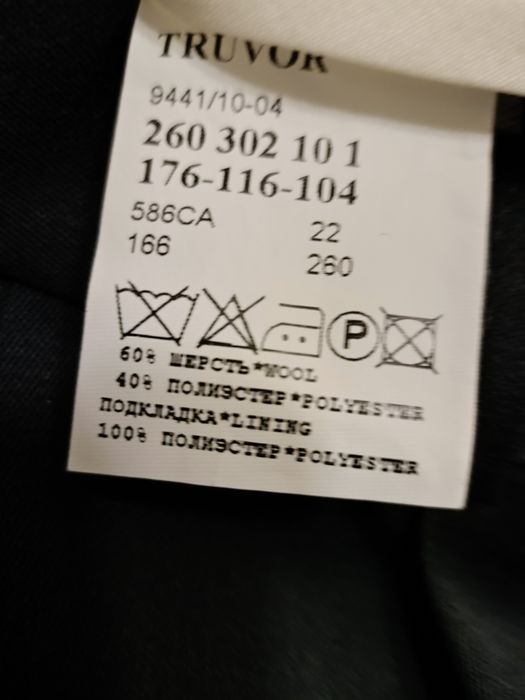 TRUVOR
9441/10-04
260 302 10 1
176-116-104
586CA 22
166 260
P
60% ШЕРСТЬ*WOOL
40% ПОЛИЭСТЕР*POLYESTER
ПОДКЛАДКА*LINING
100% ПОЛИЭСТЕР*POLYESTER